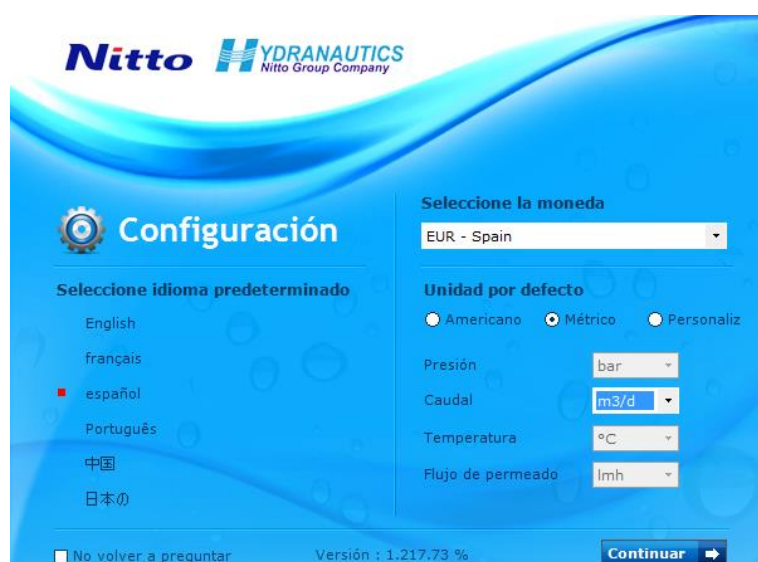 Nitto HYDRANAUTICS
Nitto Group Company
Configuración
Seleccione idioma predeterminado
English
français
español
Português
中国
日本の
Seleccione la moneda
EUR - Spain
Unidad por defecto
Americano Métrico Personaliz
Presión bar
Caudal m3/d
Temperatura °C
Flujo de permeado lmh
No volver a preguntar Versión : 1.217.73 % Continuar